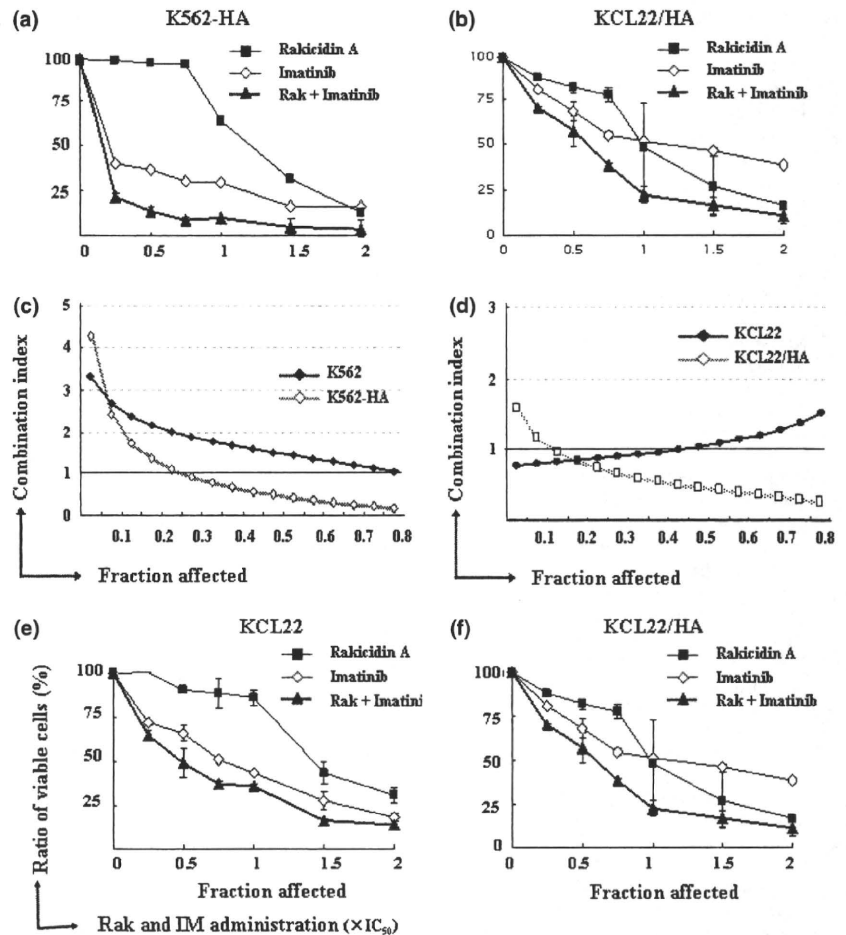 (a) K562-HA
100
75
50
25
0 0.5 1 1.5 2
Rakicidin A
Imatinib
Rak + Imatinib
(b) KCL22/HA
100
75
50
25
0
0 0.5 1 1.5 2
Rakicidin A
Imatinib
Rak + Imatinib
(c)
Combination index
5
4
3
2
1
0
K562
K562-HA
0.1 0.2 0.3 0.4 0.5 0.6 0.7 0.8
Fraction affected
(d)
Combination index
3
2
1
KCL22
KCL22/HA
0.1 0.2 0.3 0.4 0.5 0.6 0.7 0.8
Fraction affected
(e) KCL22
Ratio of viable cells (%)
100
75
50
25
0 0.5 1 1.5 2
Rakicidin A
Imatinib
Rak + Imatini
Fraction affected
Rak and IM administration (×IC50)
(f) KCL22/HA
100
75
50
25
0
0 0.5 1 1.5 2
Rakicidin A
Imatinib
Rak + Imatinib
Fraction affected